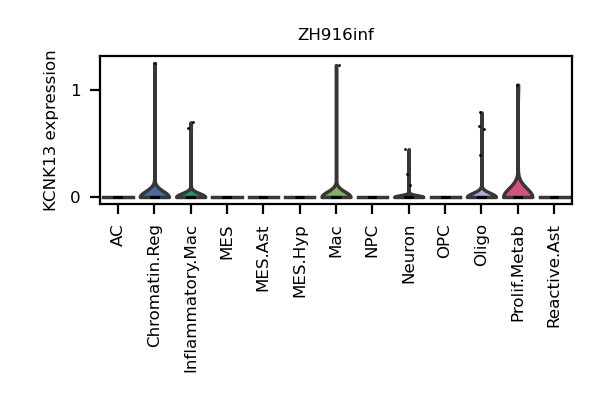 ZH916inf
KCNK13 expression
1
0
AC
Chromatin.Reg
Inflammatory.Mac
MES
MES.Ast
MES.Hyp
Mac
NPC
Neuron
OPC
Oligo
Prolif.Metab
Reactive.Ast